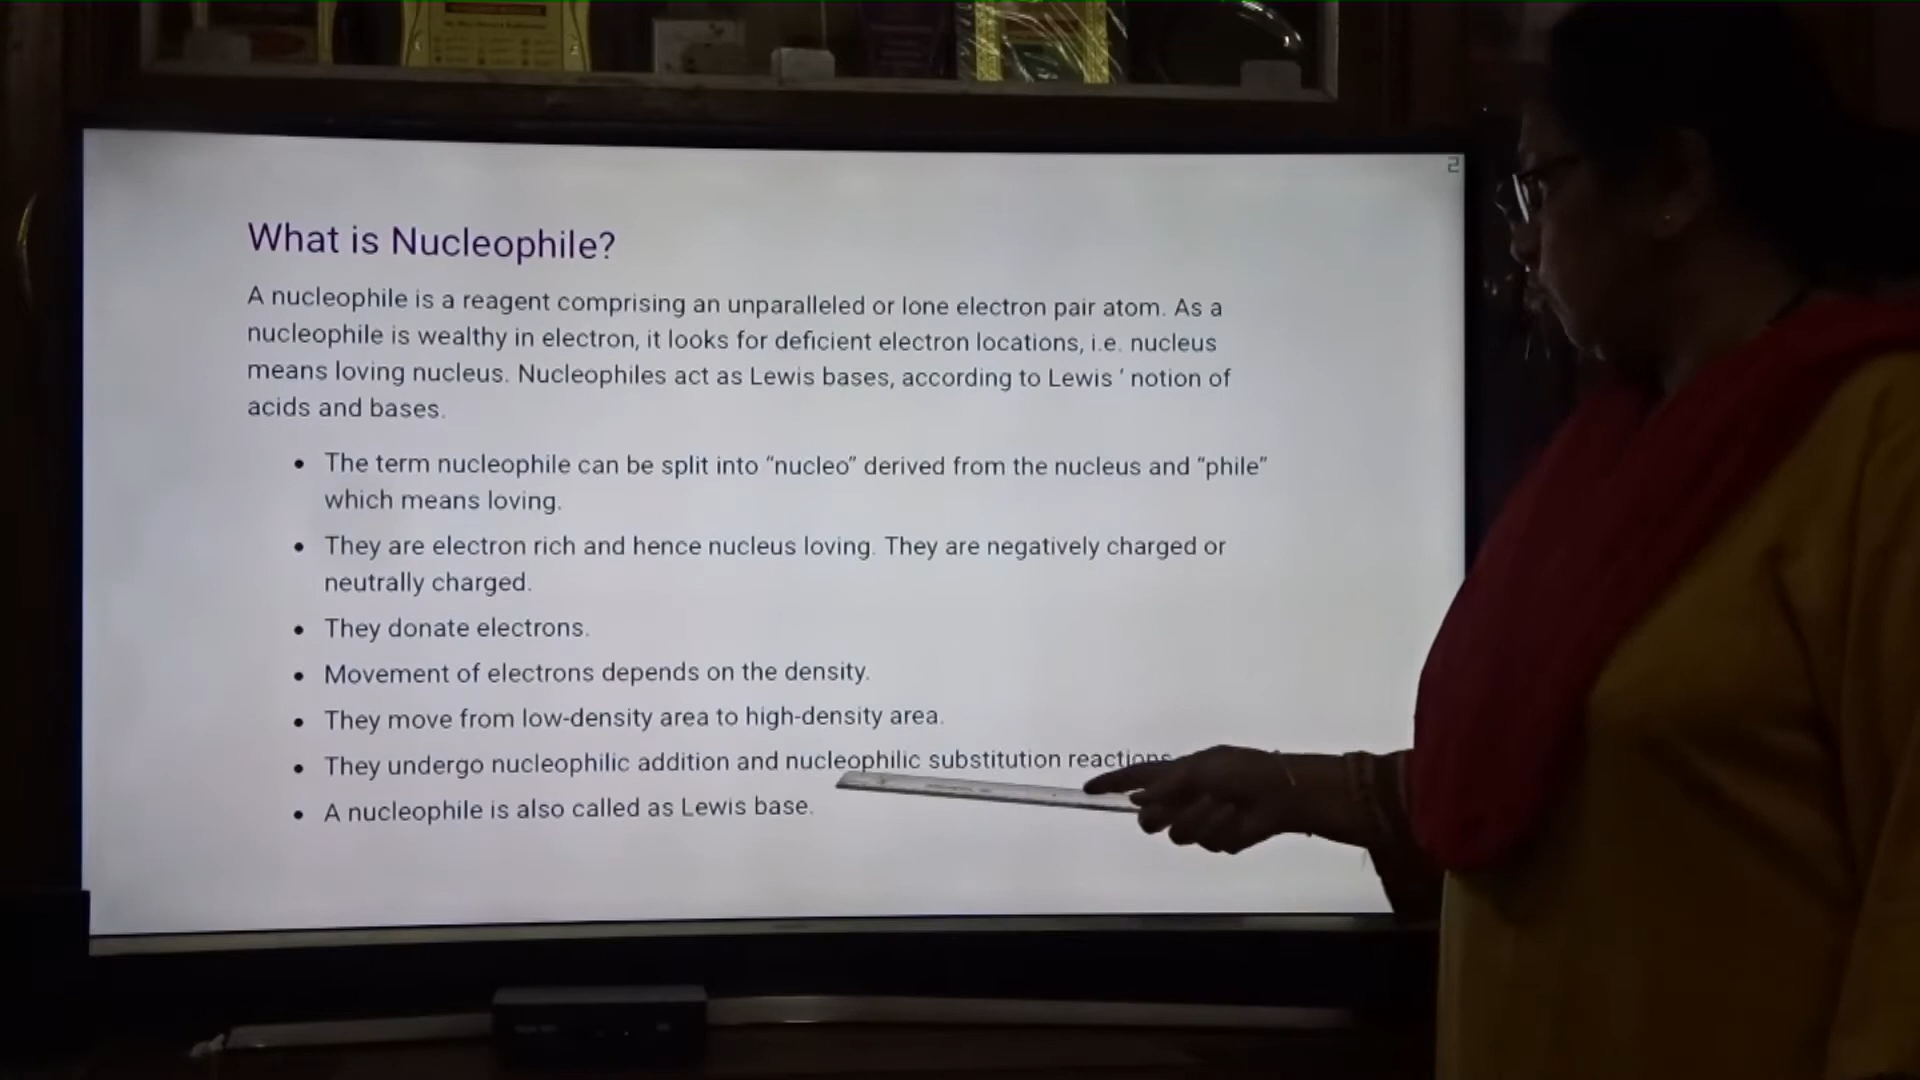 2
What is Nucleophile?
A nucleophile is a reagent comprising an unparalleled or lone electron pair atom. As a
nucleophile is wealthy in electron, it looks for deficient electron locations, i.e. nucleus
means loving nucleus. Nucleophiles act as Lewis bases, according to Lewis ’ notion of
acids and bases.
• The term nucleophile can be split into “nucleo” derived from the nucleus and “phile”
which means loving.
• They are electron rich and hence nucleus loving. They are negatively charged or
neutrally charged.
• They donate electrons.
• Movement of electrons depends on the density.
• They move from low-density area to high-density area.
• They undergo nucleophilic addition and nucleophilic substitution reactions
• A nucleophile is also called as Lewis base.